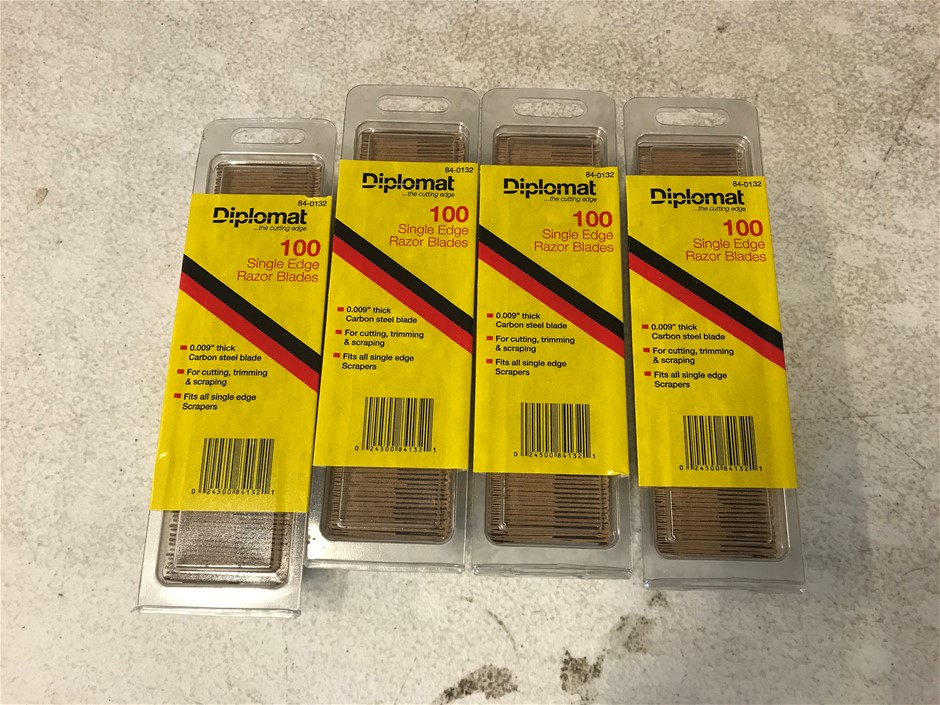 84-0132
Diplomat
...the cutting edge
100
Single Edge
Razor Blades
0.009" thick
Carbon steel blade
For cutting, trimming
& scraping
Fits all single edge
Scrapers
0 24500 84132 1
84-0132
Diplomat
...the cutting edge
100
Single Edge
Razor Blades
0.009" thick
Carbon steel blade
For cutting, trimming
& scraping
Fits all single edge
Scrapers
0 24500 84132 1
84-0132
Diplomat
...the cutting edge
100
Single Edge
Razor Blades
0.009" thick
Carbon steel blade
For cutting, trimming
& scraping
Fits all single edge
Scrapers
0 24500 84132 1
84-0132
Diplomat
...the cutting edge
100
Single Edge
Razor Blades
0.009" thick
Carbon steel blade
For cutting, trimming
& scraping
Fits all single edge
Scrapers
0 24500 84132 1